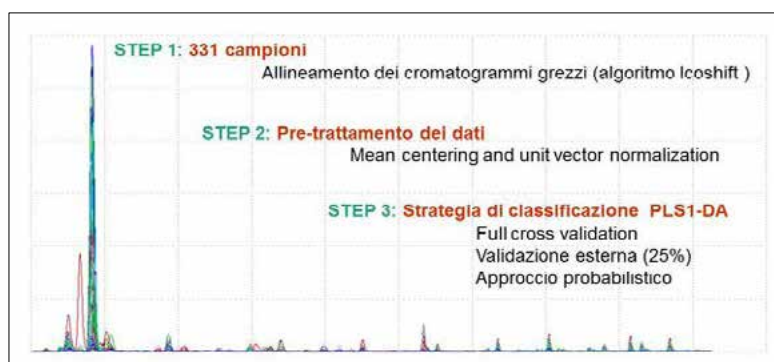 STEP 1: 331 campioni
Allineamento dei cromatogrammi grezzi (algoritmo Icoshift )
STEP 2: Pre-trattamento dei dati
Mean centering and unit vector normalization
STEP 3: Strategia di classificazione PLS1-DA
Full cross validation
Validazione esterna (25%)
Approccio probabilistico